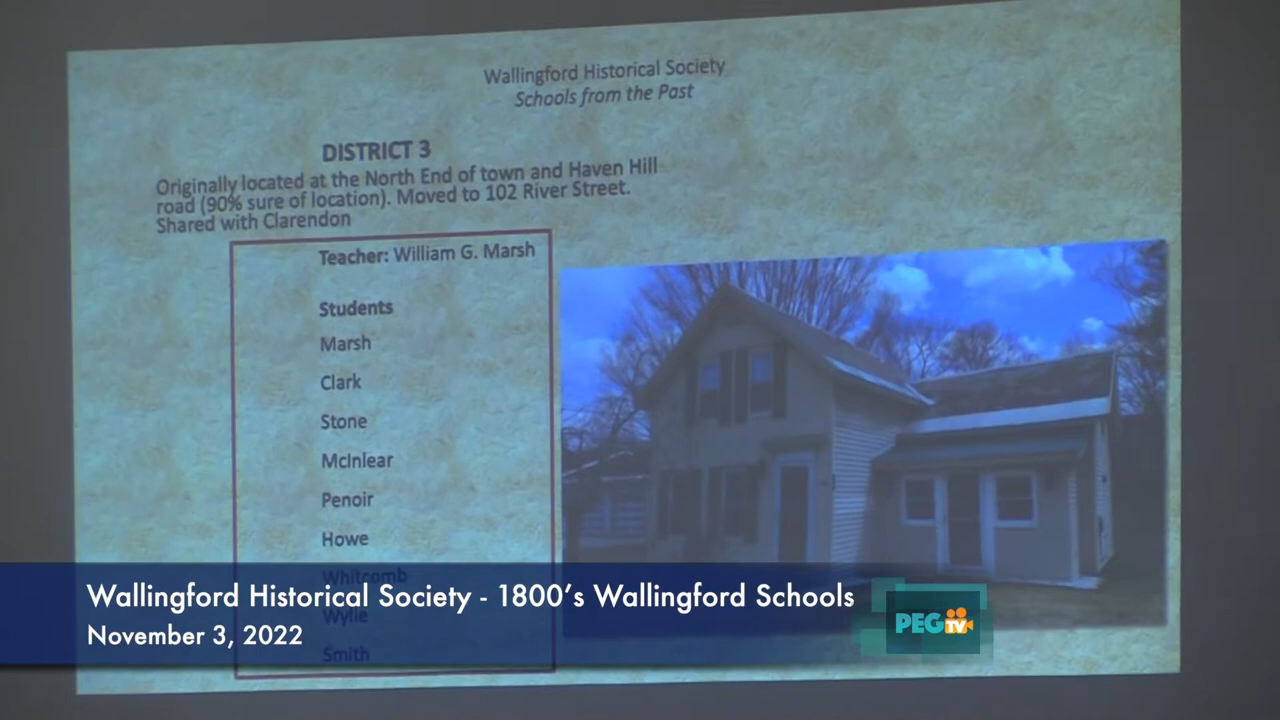 Wallingford Historical Society
Schools from the Past
DISTRICT 3
Originally located at the North End of town and Haven Hill
road (90% sure of location). Moved to 102 River Street.
Shared with Clarendon
Teacher: William G. Marsh
Students
Marsh
Clark
Stone
McInlear
Penoir
Howe
Whitcomb
Wylie
Smith
Wallingford Historical Society - 1800's Wallingford Schools
November 3, 2022
PEG TV